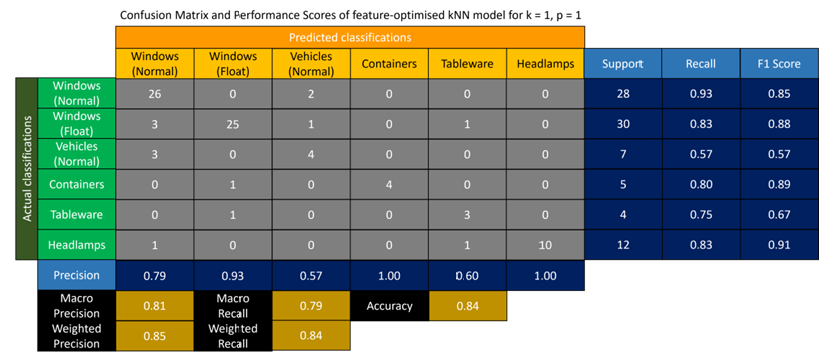 Confusion Matrix and Performance Scores of feature-optimised kNN model for k = 1, p = 1
Predicted classifications
Windows (Normal) Windows (Float) Vehicles (Normal) Containers Tableware Headlamps Support Recall F1 Score
Actual classifications
Windows (Normal) 26 0 2 0 0 0 28 0.93 0.85
Windows (Float) 3 25 1 0 1 0 30 0.83 0.88
Vehicles (Normal) 3 0 4 0 0 0 7 0.57 0.57
Containers 0 1 0 4 0 0 5 0.80 0.89
Tableware 0 1 0 0 3 0 4 0.75 0.67
Headlamps 1 0 0 0 1 10 12 0.83 0.91
Precision 0.79 0.93 0.57 1.00 0.60 1.00
Macro Precision 0.81 Macro Recall 0.79 Accuracy 0.84
Weighted Precision 0.85 Weighted Recall 0.84